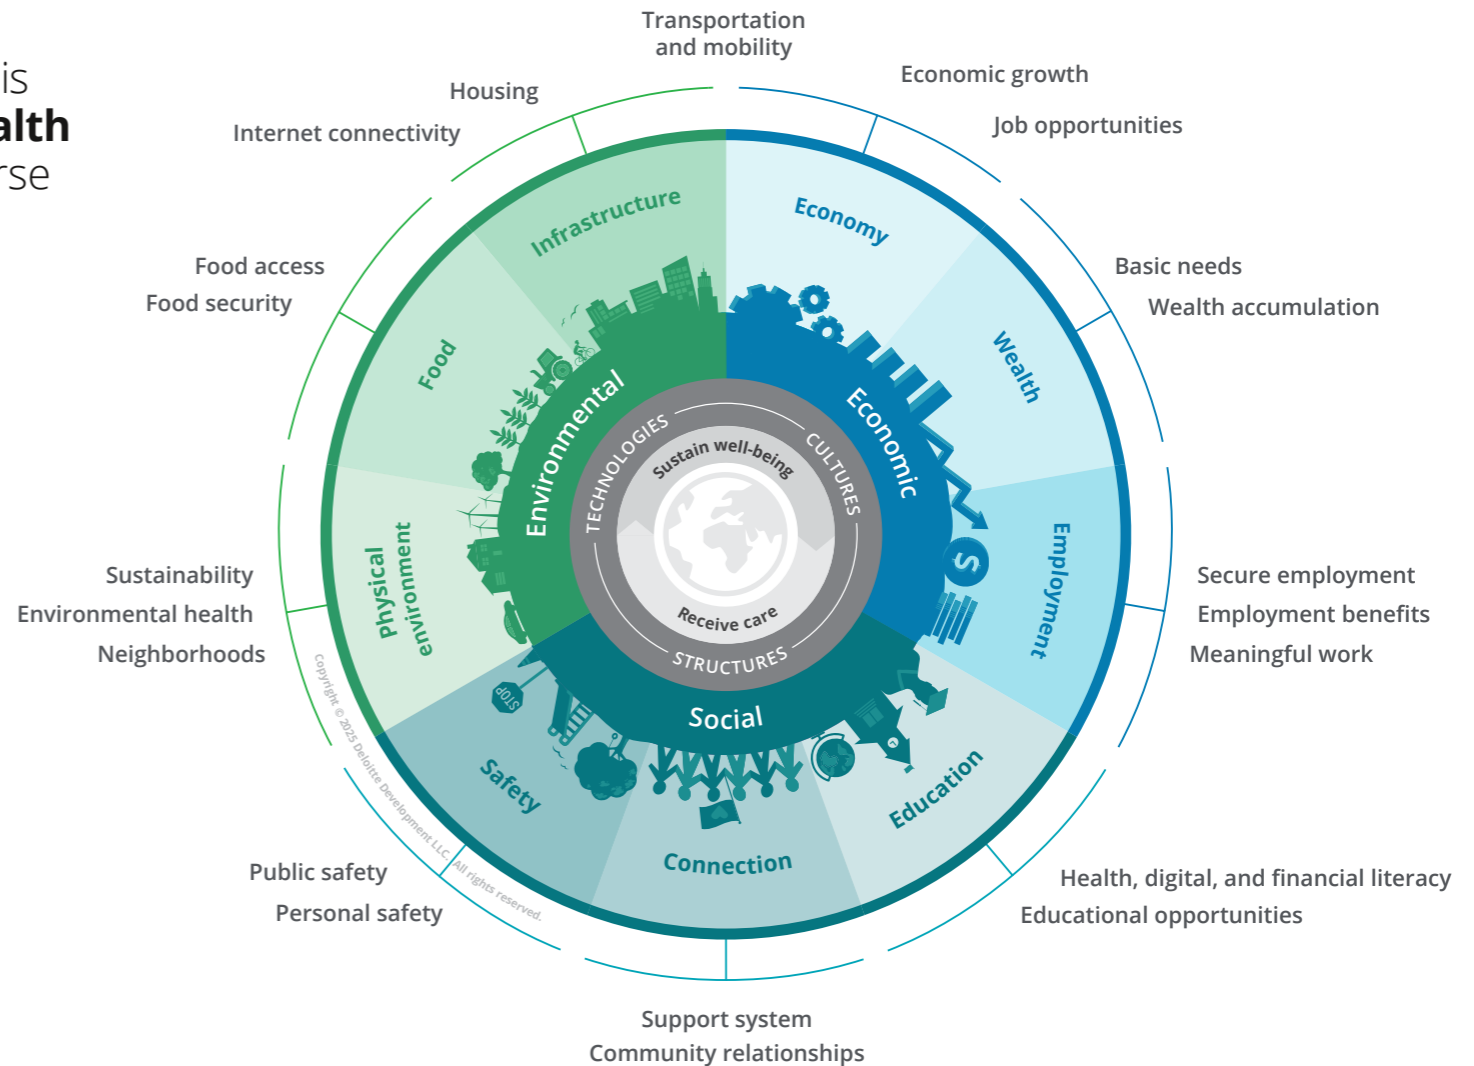 is
alth
rse
Transportation
and mobility
Housing
Internet connectivity
Economic growth
Job opportunities
Food access
Food security
Basic needs
Wealth accumulation
Sustainability
Environmental health
Neighborhoods
Secure employment
Employment benefits
Meaningful work
Public safety
Personal safety
Health, digital, and financial literacy
Educational opportunities
Support system
Community relationships
Infrastructure
Economy
Food
Wealth
Physical
environment
Employment
Safety
Connection
Education
Environmental
Economic
Social
TECHNOLOGIES
CULTURES
STRUCTURES
Sustain well-being
Receive care
STOP
$
Copyright © 2025 Deloitte Development LLC. All rights reserved.